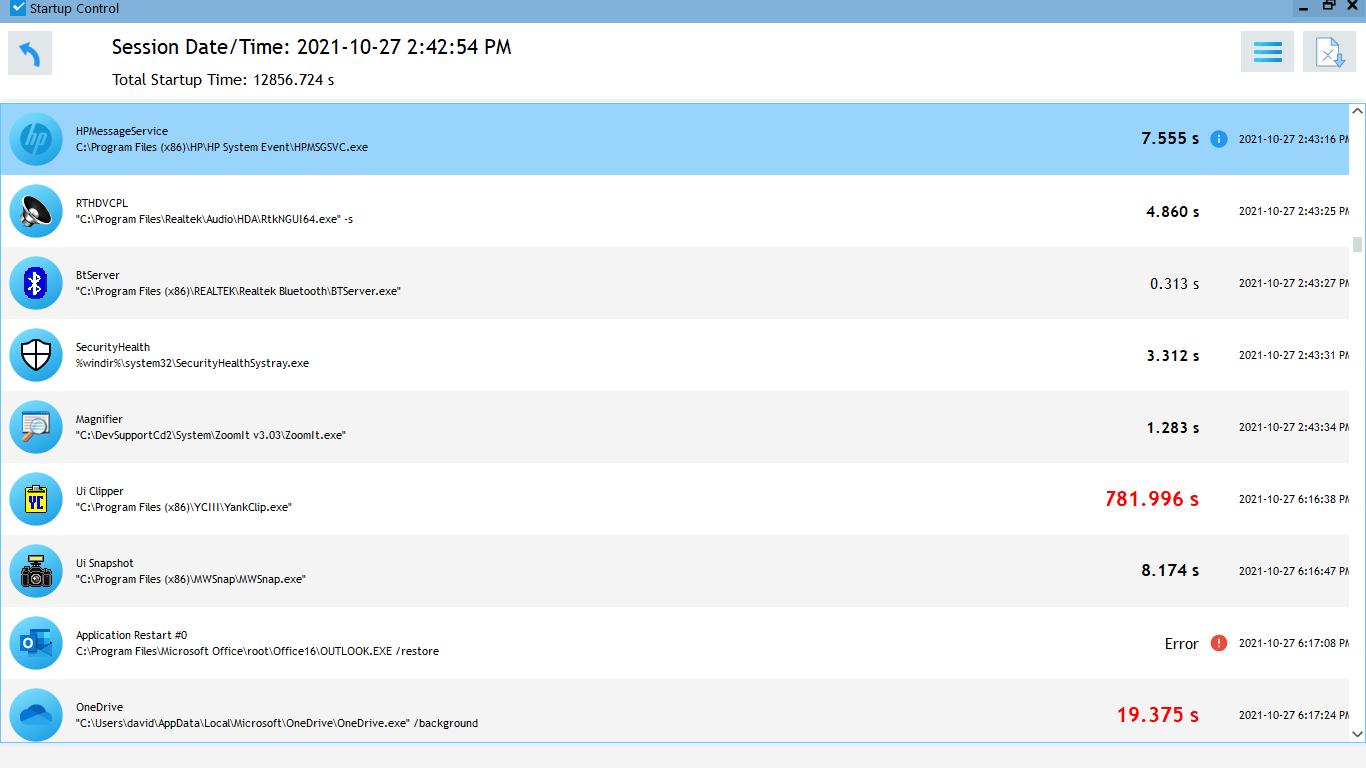 Startup Control
Session Date/Time: 2021-10-27 2:42:54 PM
Total Startup Time: 12856.724 s
HPMessageService
C:\Program Files (x86)\HP\HP System Event\HPMSGSVC.exe
7.555 s
2021-10-27 2:43:16 PM
RTHDVCPL
"C:\Program Files\Realtek\Audio\HDA\RtkNGUI64.exe" -s
4.860 s
2021-10-27 2:43:25 PM
BtServer
"C:\Program Files (x86)\REALTEK\Realtek Bluetooth\BTServer.exe"
0.313 s
2021-10-27 2:43:27 PM
SecurityHealth
%windir%\system32\SecurityHealthSystray.exe
3.312 s
2021-10-27 2:43:31 PM
Magnifier
"C:\DevSupportCd2\System\ZoomIt v3.03\ZoomIt.exe"
1.283 s
2021-10-27 2:43:34 PM
YC
Ui Clipper
"C:\Program Files (x86)\YCIII\YankClip.exe"
781.996 s
2021-10-27 6:16:38 PM
Ui Snapshot
"C:\Program Files (x86)\MWSnap\MWSnap.exe"
8.174 s
2021-10-27 6:16:47 PM
Application Restart #0
C:\Program Files\Microsoft Office\root\Office16\OUTLOOK.EXE /restore
Error
2021-10-27 6:17:08 PM
OneDrive
"C:\Users\david\AppData\Local\Microsoft\OneDrive\OneDrive.exe" /background
19.375 s
2021-10-27 6:17:24 PM